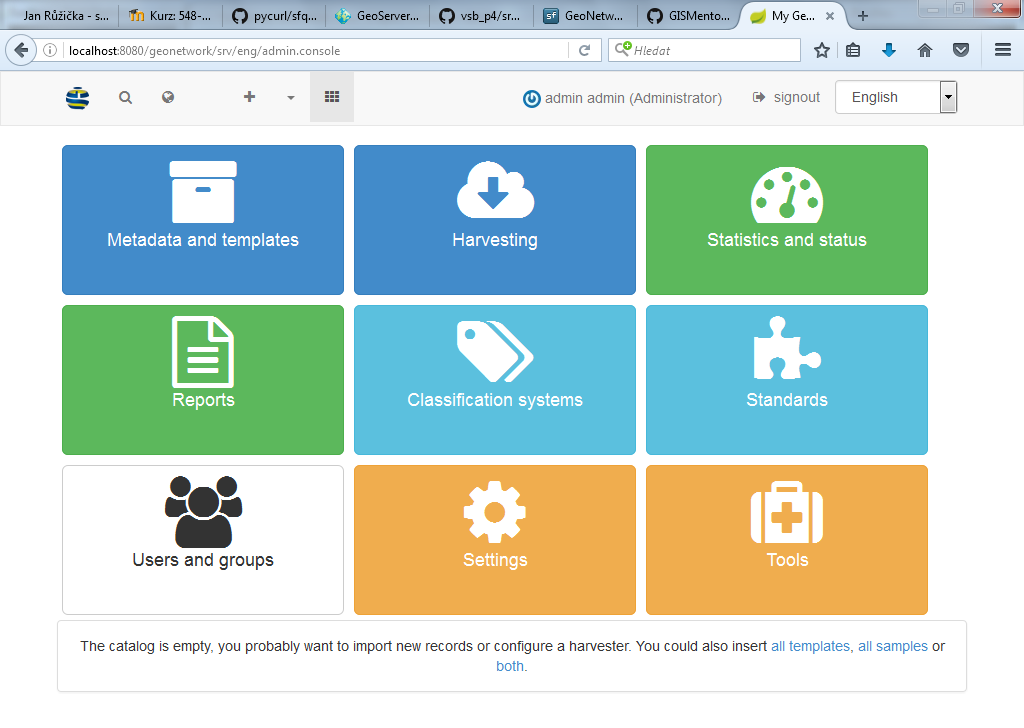 Jan Růžička - s...
Kurz: 548-...
pycurl/sfq...
GeoServer...
vsb_p4/sr...
sf
GeoNetw...
GISMento...
My Ge...
localhost:8080/geonetwork/srv/eng/admin.console
Hledat
admin admin (Administrator)
signout
English
Metadata and templates
Harvesting
Statistics and status
Reports
Classification systems
Standards
Users and groups
Settings
Tools
The catalog is empty, you probably want to import new records or configure a harvester. You could also insert all templates, all samples or
both.